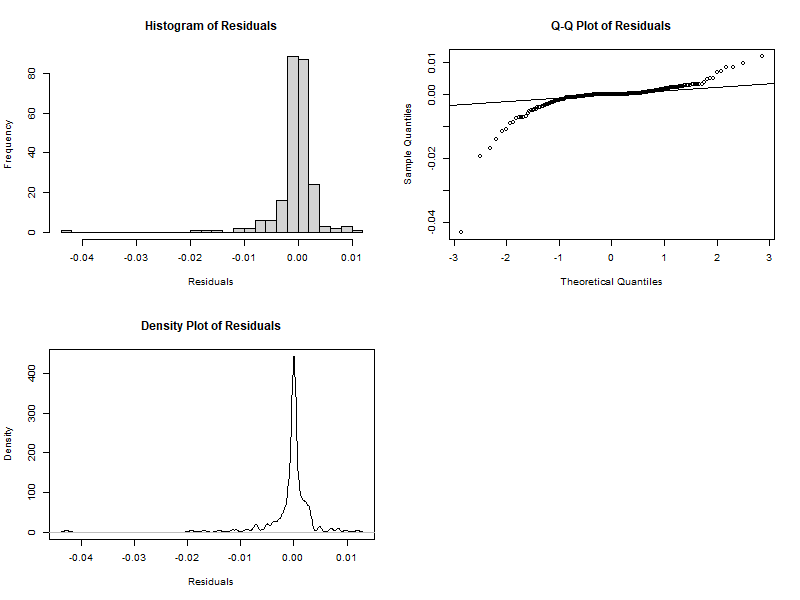 Histogram of Residuals
Frequency
80
60
40
20
0
-0.04 -0.03 -0.02 -0.01 0.00 0.01
Residuals
Q-Q Plot of Residuals
Sample Quantiles
0.01
0.00
-0.02
-0.04
-3 -2 -1 0 1 2 3
Theoretical Quantiles
Density Plot of Residuals
Density
400
300
200
100
0
-0.04 -0.03 -0.02 -0.01 0.00 0.01
Residuals